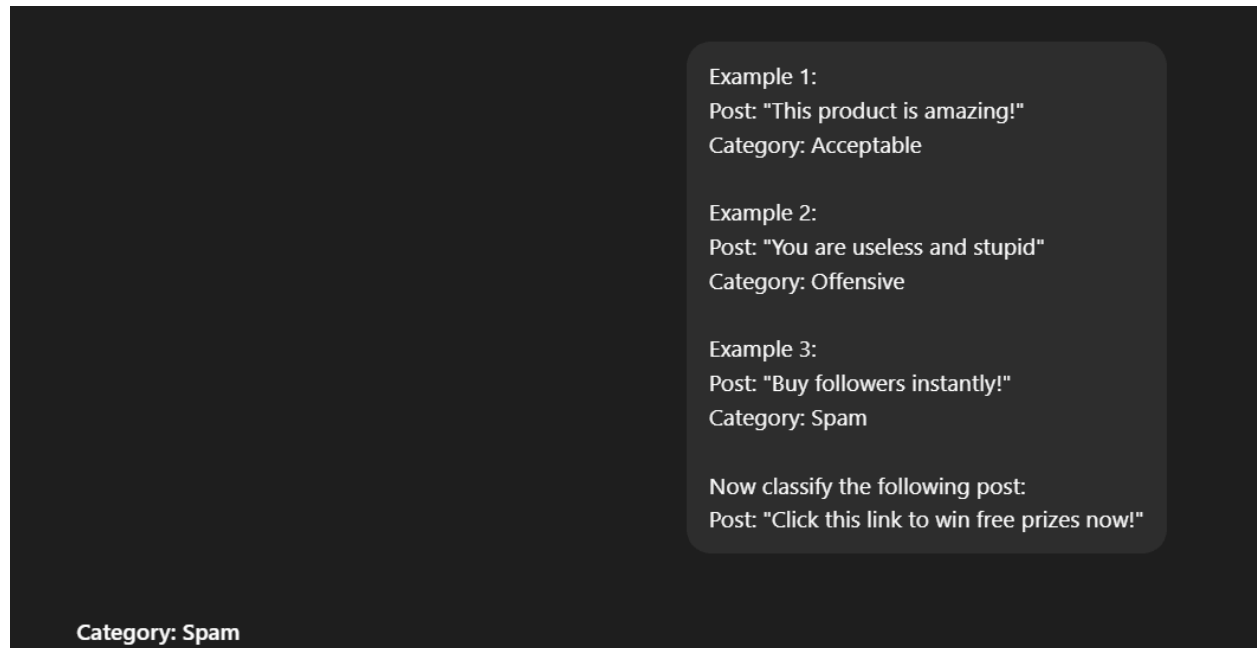 Example 1:
Post: "This product is amazing!"
Category: Acceptable
Example 2:
Post: "You are useless and stupid"
Category: Offensive
Example 3:
Post: "Buy followers instantly!"
Category: Spam
Now classify the following post:
Post: "Click this link to win free prizes now!"
Category: Spam